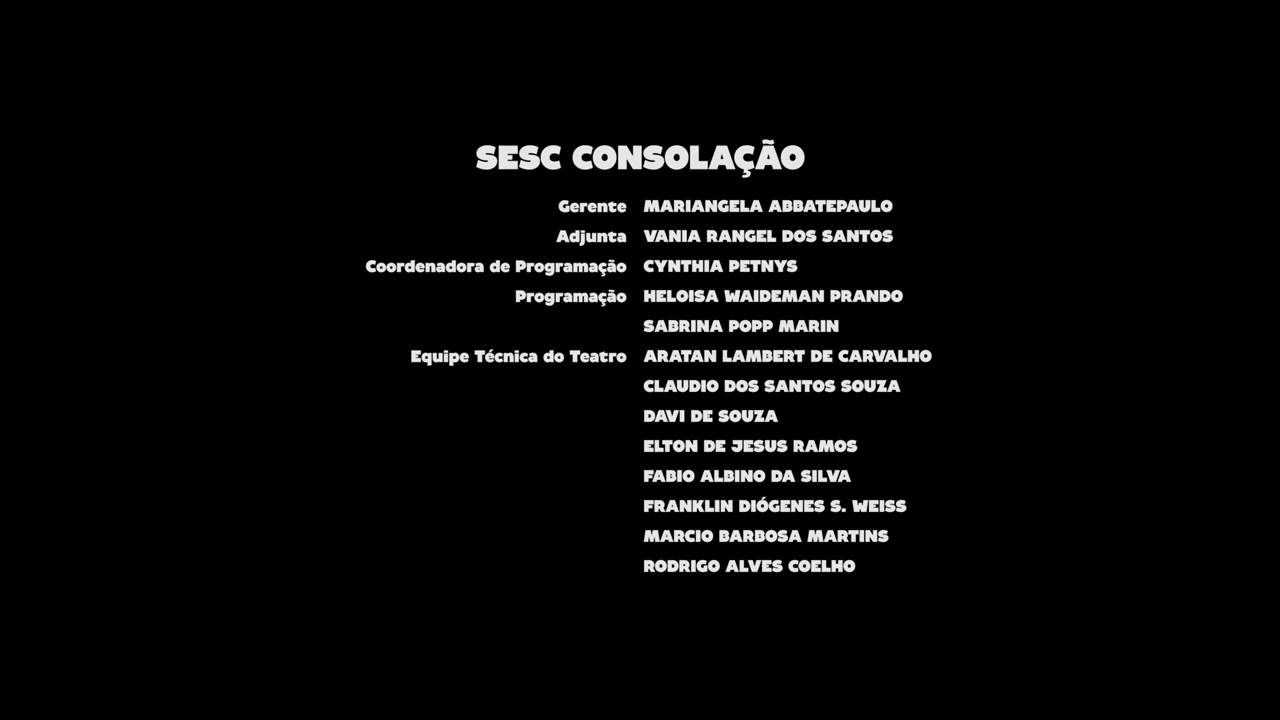 SESC CONSOLAÇÃO
Gerente MARIANGELA ABBATEPAULO
Adjunta VANIA RANGEL DOS SANTOS
Coordenadora de Programação CYNTHIA PETNYS
Programação HELOISA WAIDEMAN PRANDO
SABRINA POPP MARIN
Equipe Técnica do Teatro ARATAN LAMBERT DE CARVALHO
CLAUDIO DOS SANTOS SOUZA
DAVI DE SOUZA
ELTON DE JESUS RAMOS
FABIO ALBINO DA SILVA
FRANKLIN DIÓGENES S. WEISS
MARCIO BARBOSA MARTINS
RODRIGO ALVES COELHO